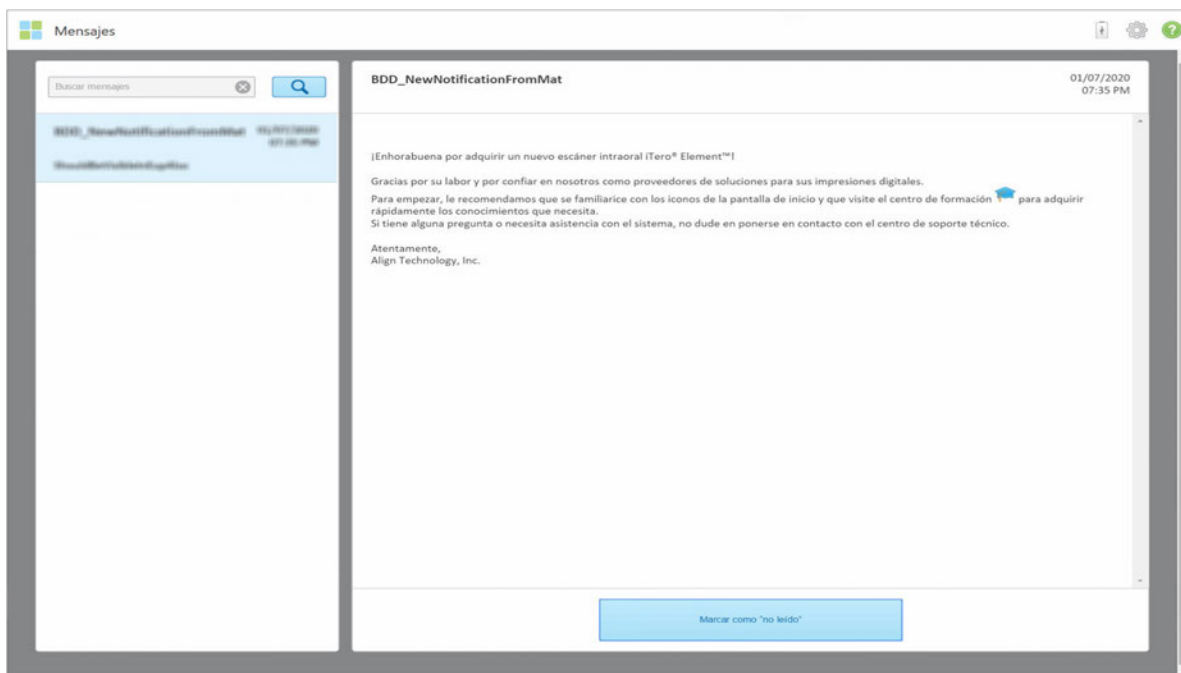 Mensajes
?
Buscar mensajes
BDD_NewNotificationFromMat
01/07/2020
07:35 PM
BDD_NewNotificationFromMat
¡Enhorabuena por adquirir un nuevo escáner intraoral iTero® Element™!
Gracias por su labor y por confiar en nosotros como proveedores de soluciones para sus impresiones digitales.
Para empezar, le recomendamos que se familiarice con los iconos de la pantalla de inicio y que visite el centro de formación para adquirir
rápidamente los conocimientos que necesita.
Si tiene alguna pregunta o necesita asistencia con el sistema, no dude en ponerse en contacto con el centro de soporte técnico.
Atentamente,
Align Technology, Inc.
Marcar como "no leído"